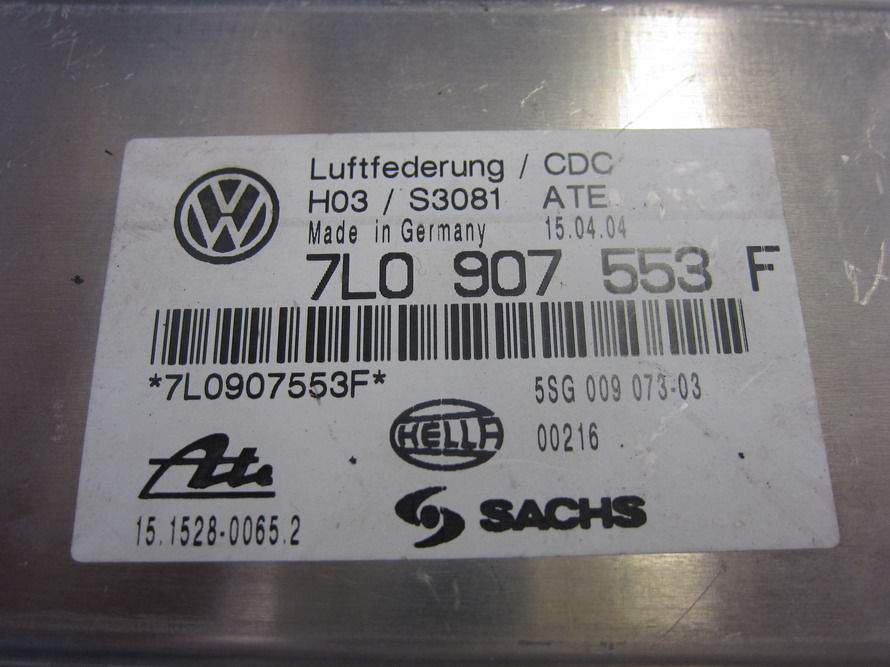 Luftfederung / CDC
H03 / S3081 ATE
Made in Germany 15.04.04
7L0 907 553 F
*7L0907553F*
5SG 009 073-03
HELLA
00216
Ate
15.1528-0065.2
SACHS